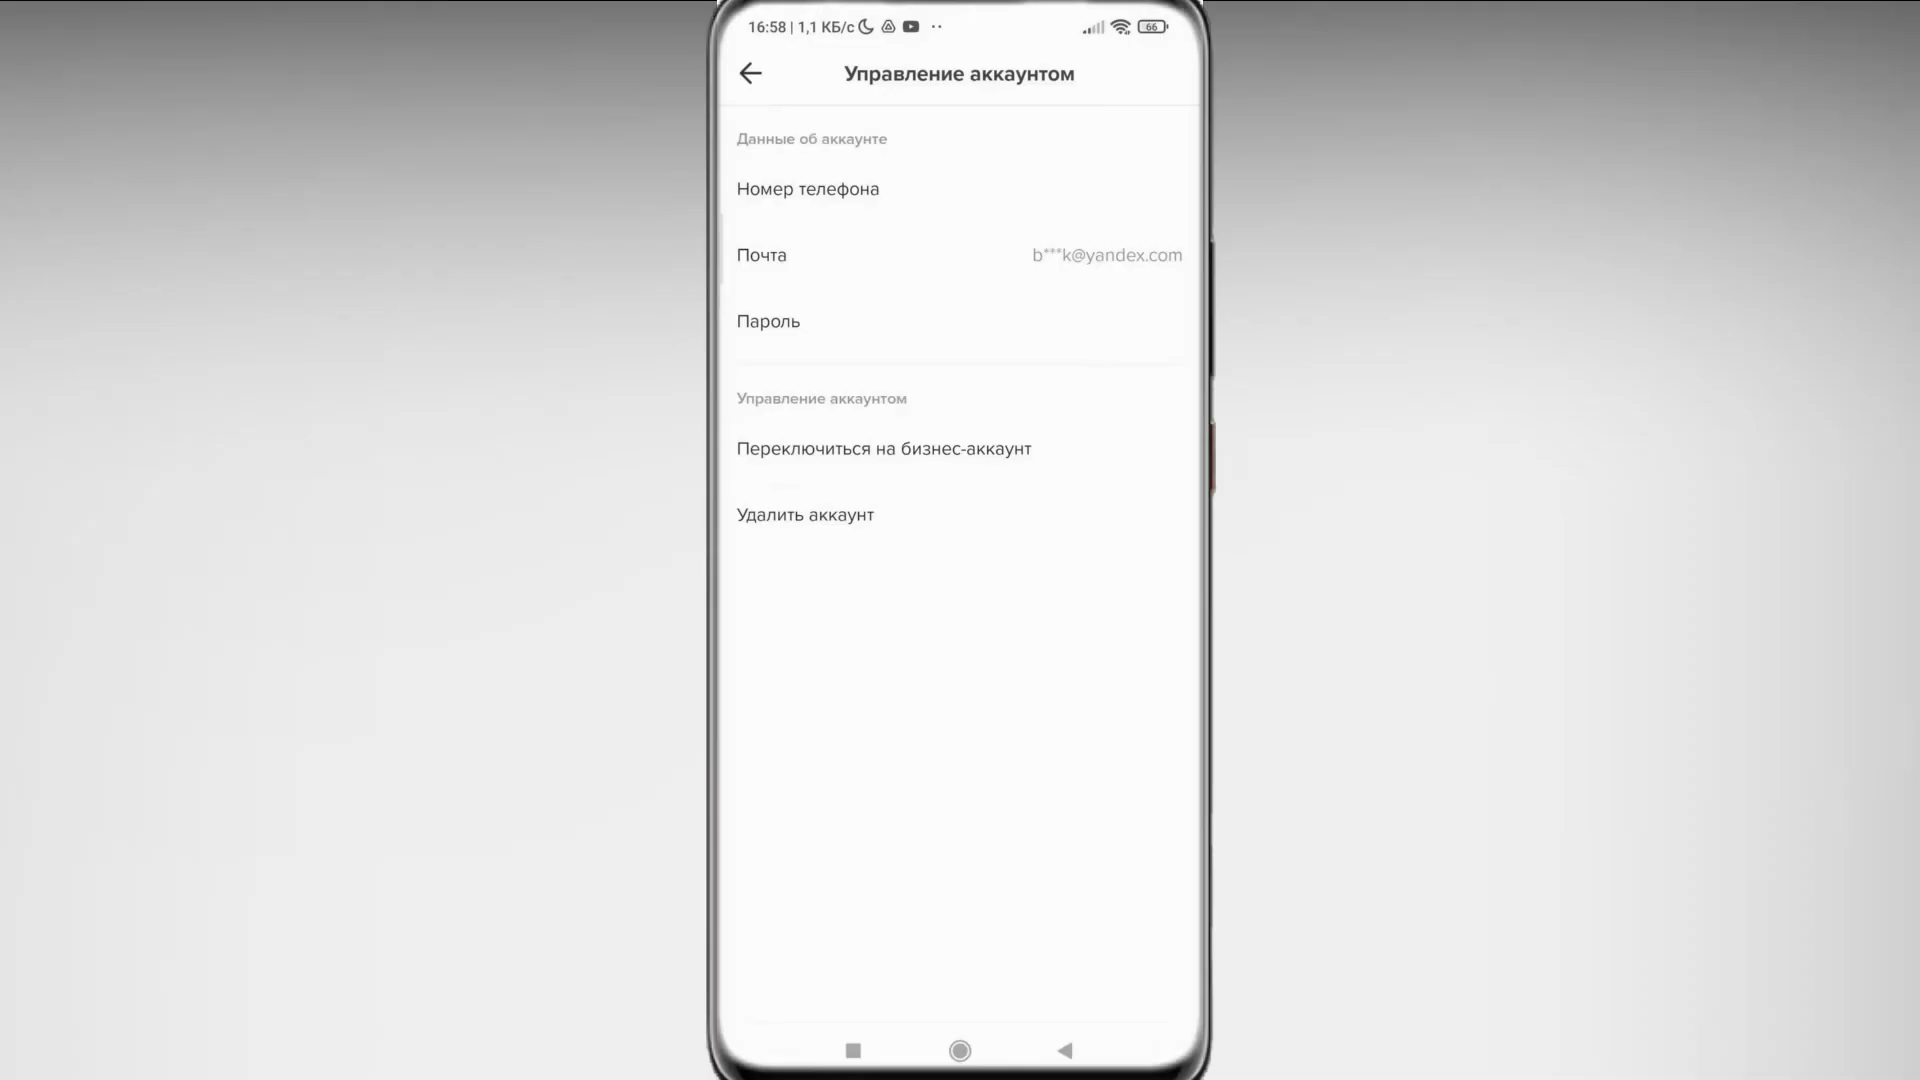 16:58 | 1,1 КБ/с
66
Управление аккаунтом
Данные об аккаунте
Номер телефона
Почта b***k@yandex.com
Пароль
Управление аккаунтом
Переключиться на бизнес-аккаунт
Удалить аккаунт